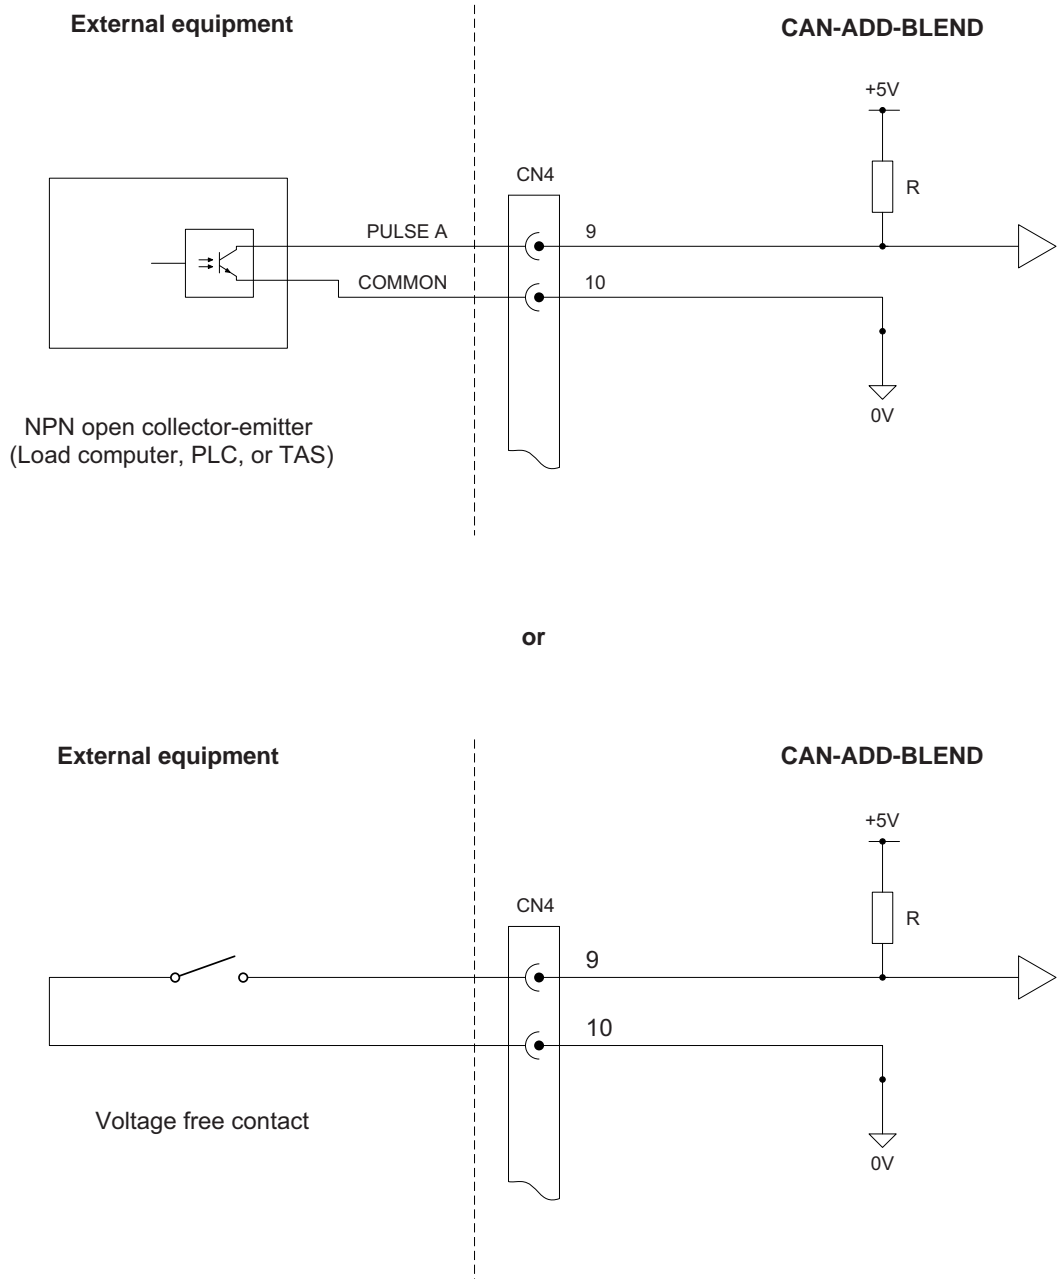 External equipment
CAN-ADD-BLEND
+5V
CN4
R
PULSE A
9
COMMON
10
0V
NPN open collector-emitter
(Load computer, PLC, or TAS)
or
External equipment
CAN-ADD-BLEND
+5V
CN4
R
9
10
Voltage free contact
0V